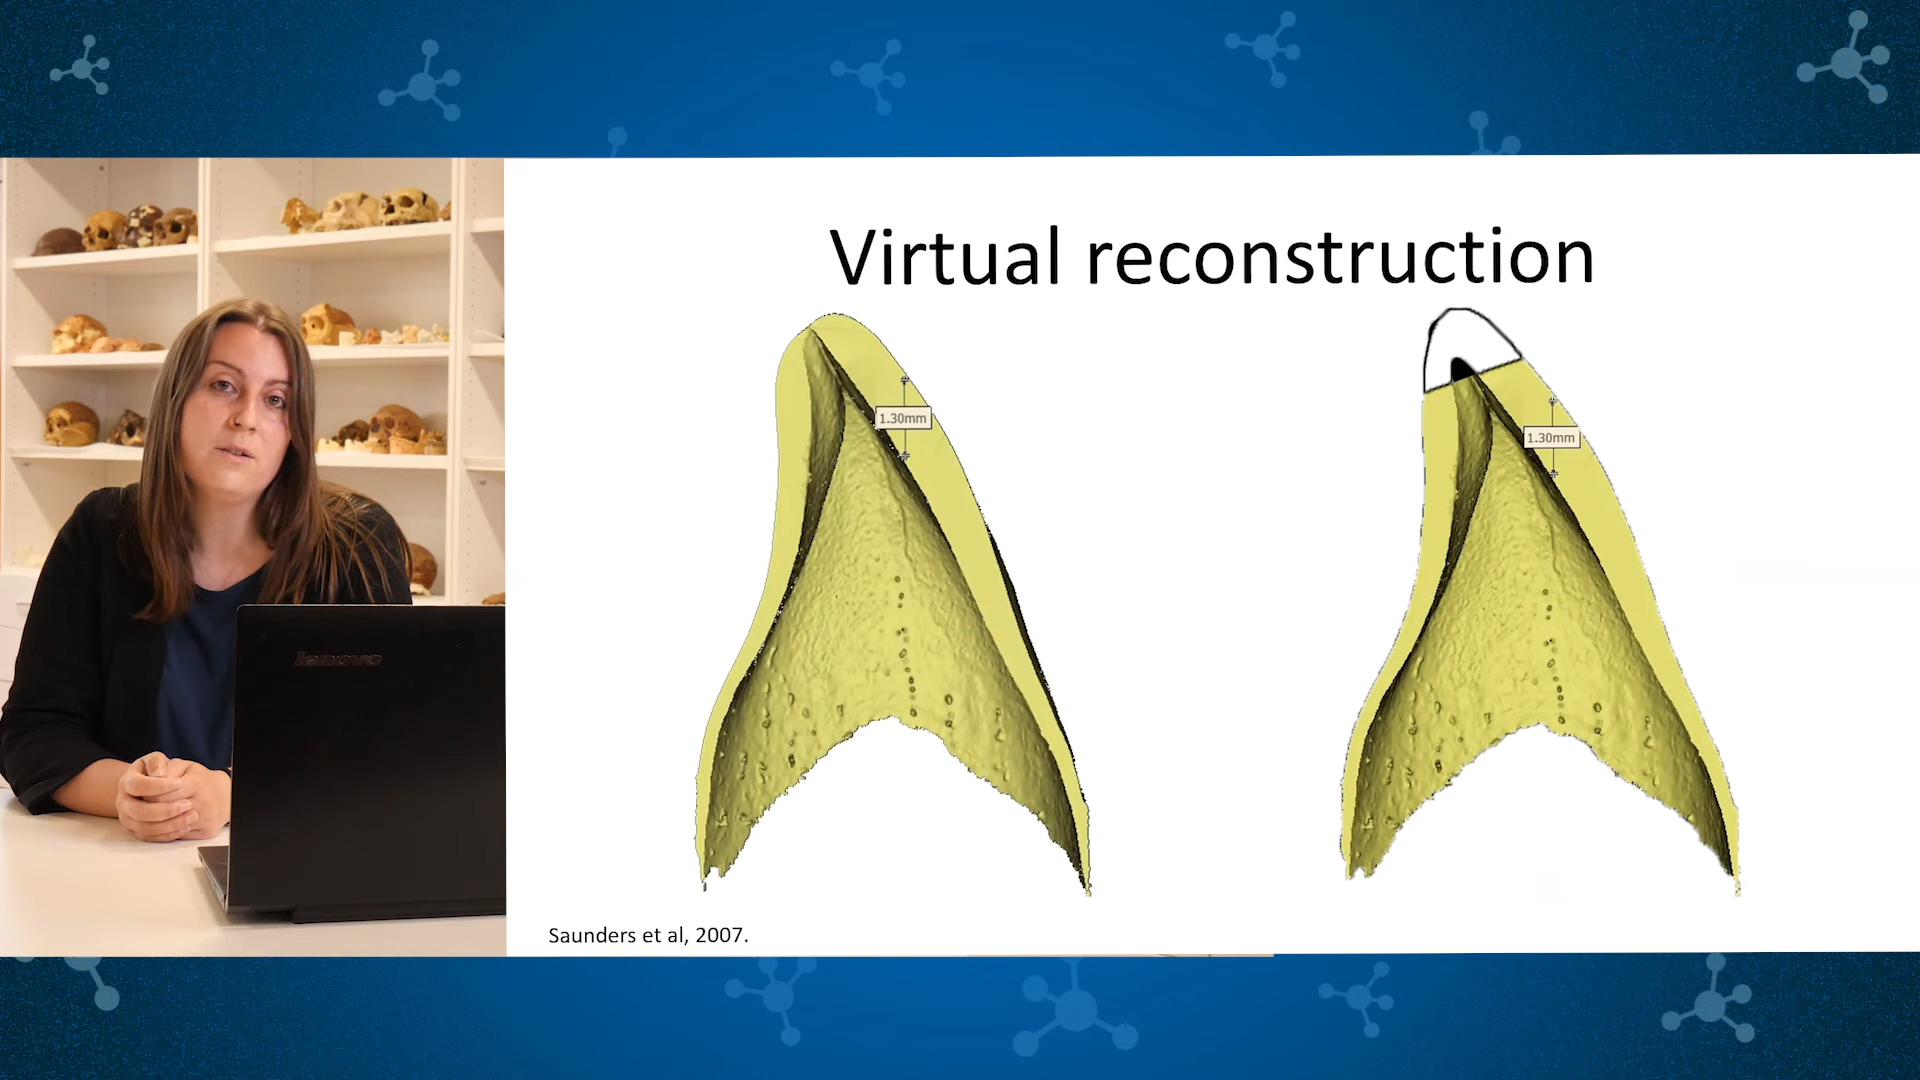 Virtual reconstruction
1.30mm
1.30mm
lenovo
Saunders et al, 2007.